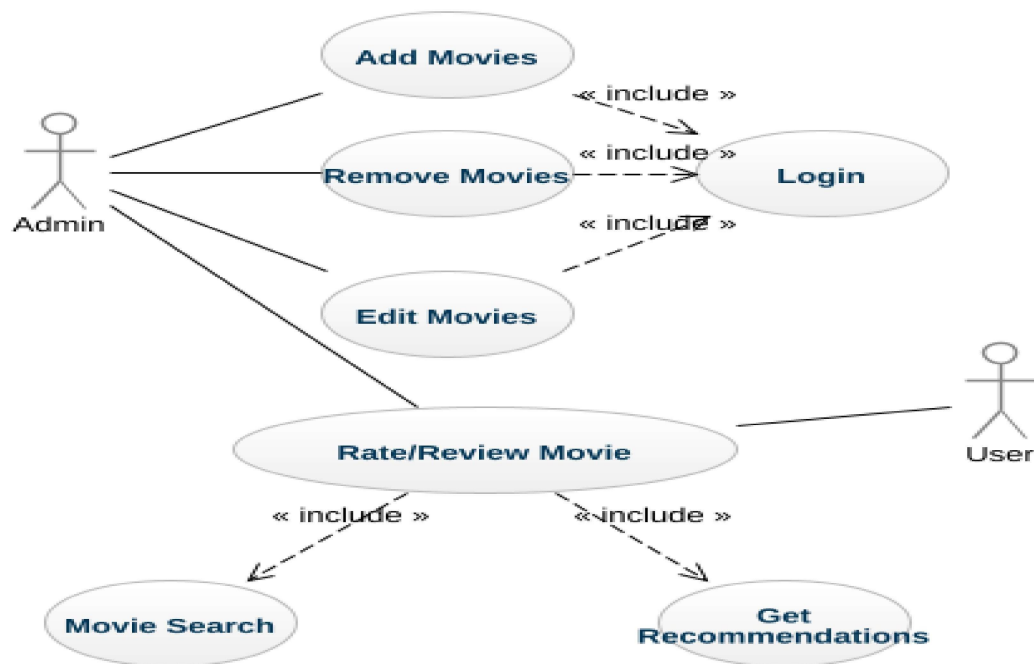 Add Movies
« include »
« include »
Remove Movies
Login
Admin
« include »
Edit Movies
Rate/Review Movie
User
« include »
« include »
Movie Search
Get
Recommendations